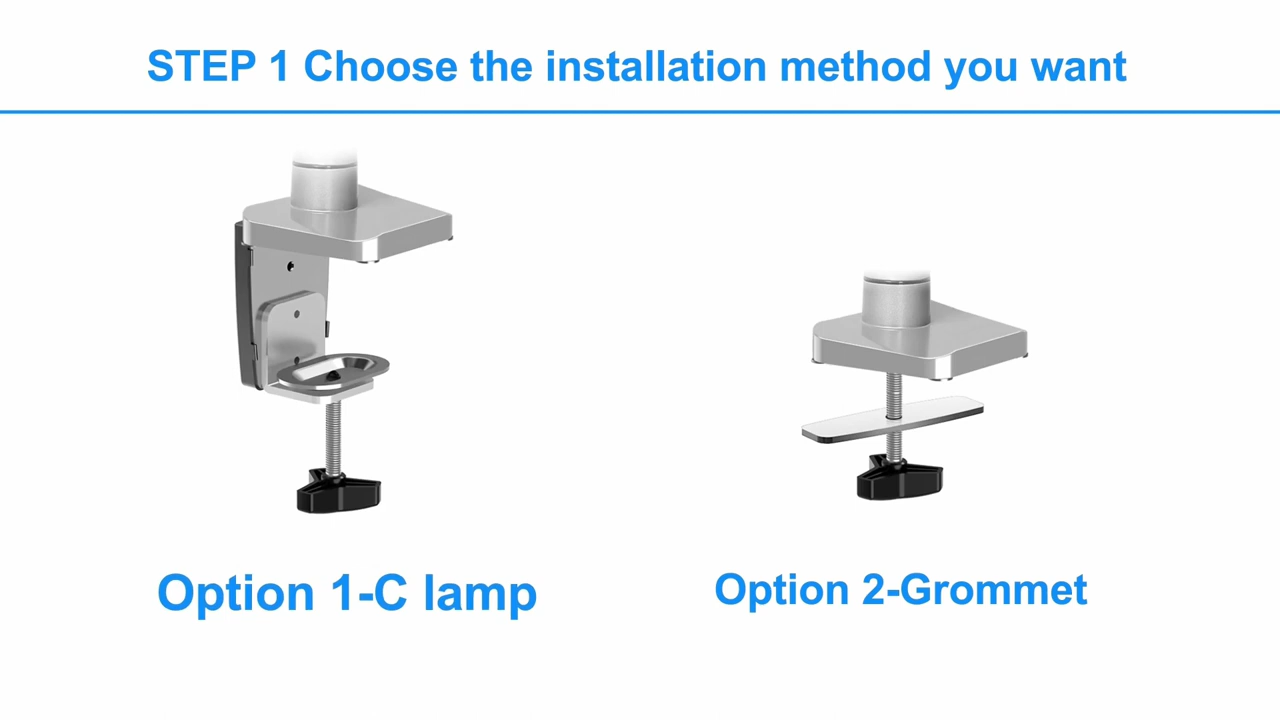 STEP 1 Choose the installation method you want
Option 1-C lamp
Option 2-Grommet